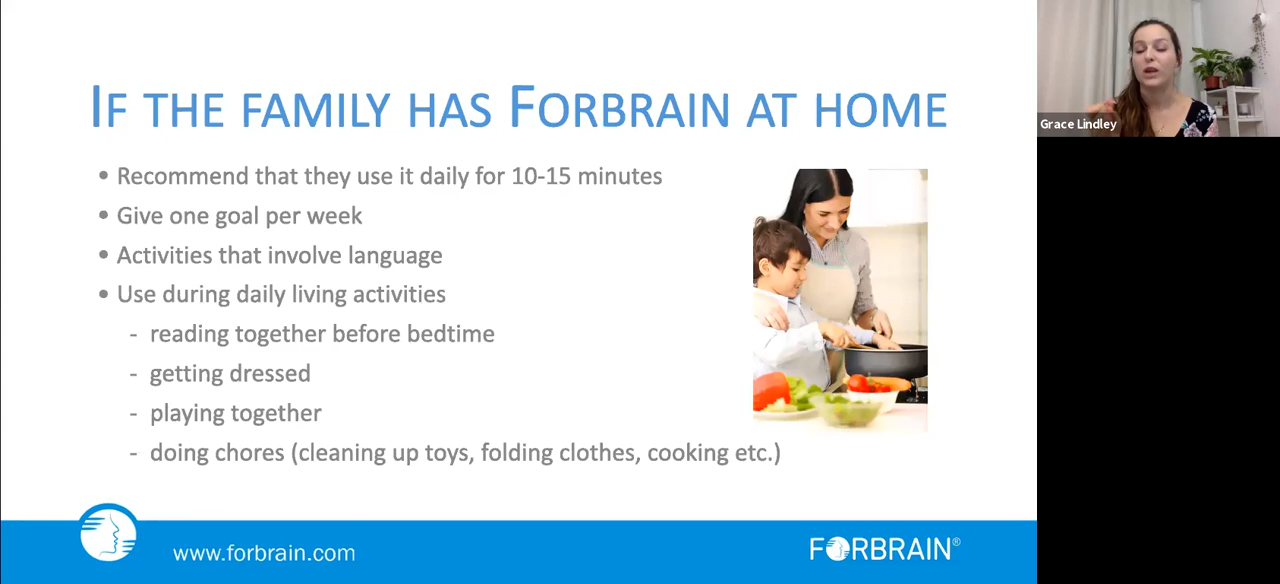 IF THE FAMILY HAS FORBRAIN AT HOME
• Recommend that they use it daily for 10-15 minutes
• Give one goal per week
• Activities that involve language
• Use during daily living activities
- reading together before bedtime
- getting dressed
- playing together
- doing chores (cleaning up toys, folding clothes, cooking etc.)
www.forbrain.com
FORBRAIN®
Grace Lindley